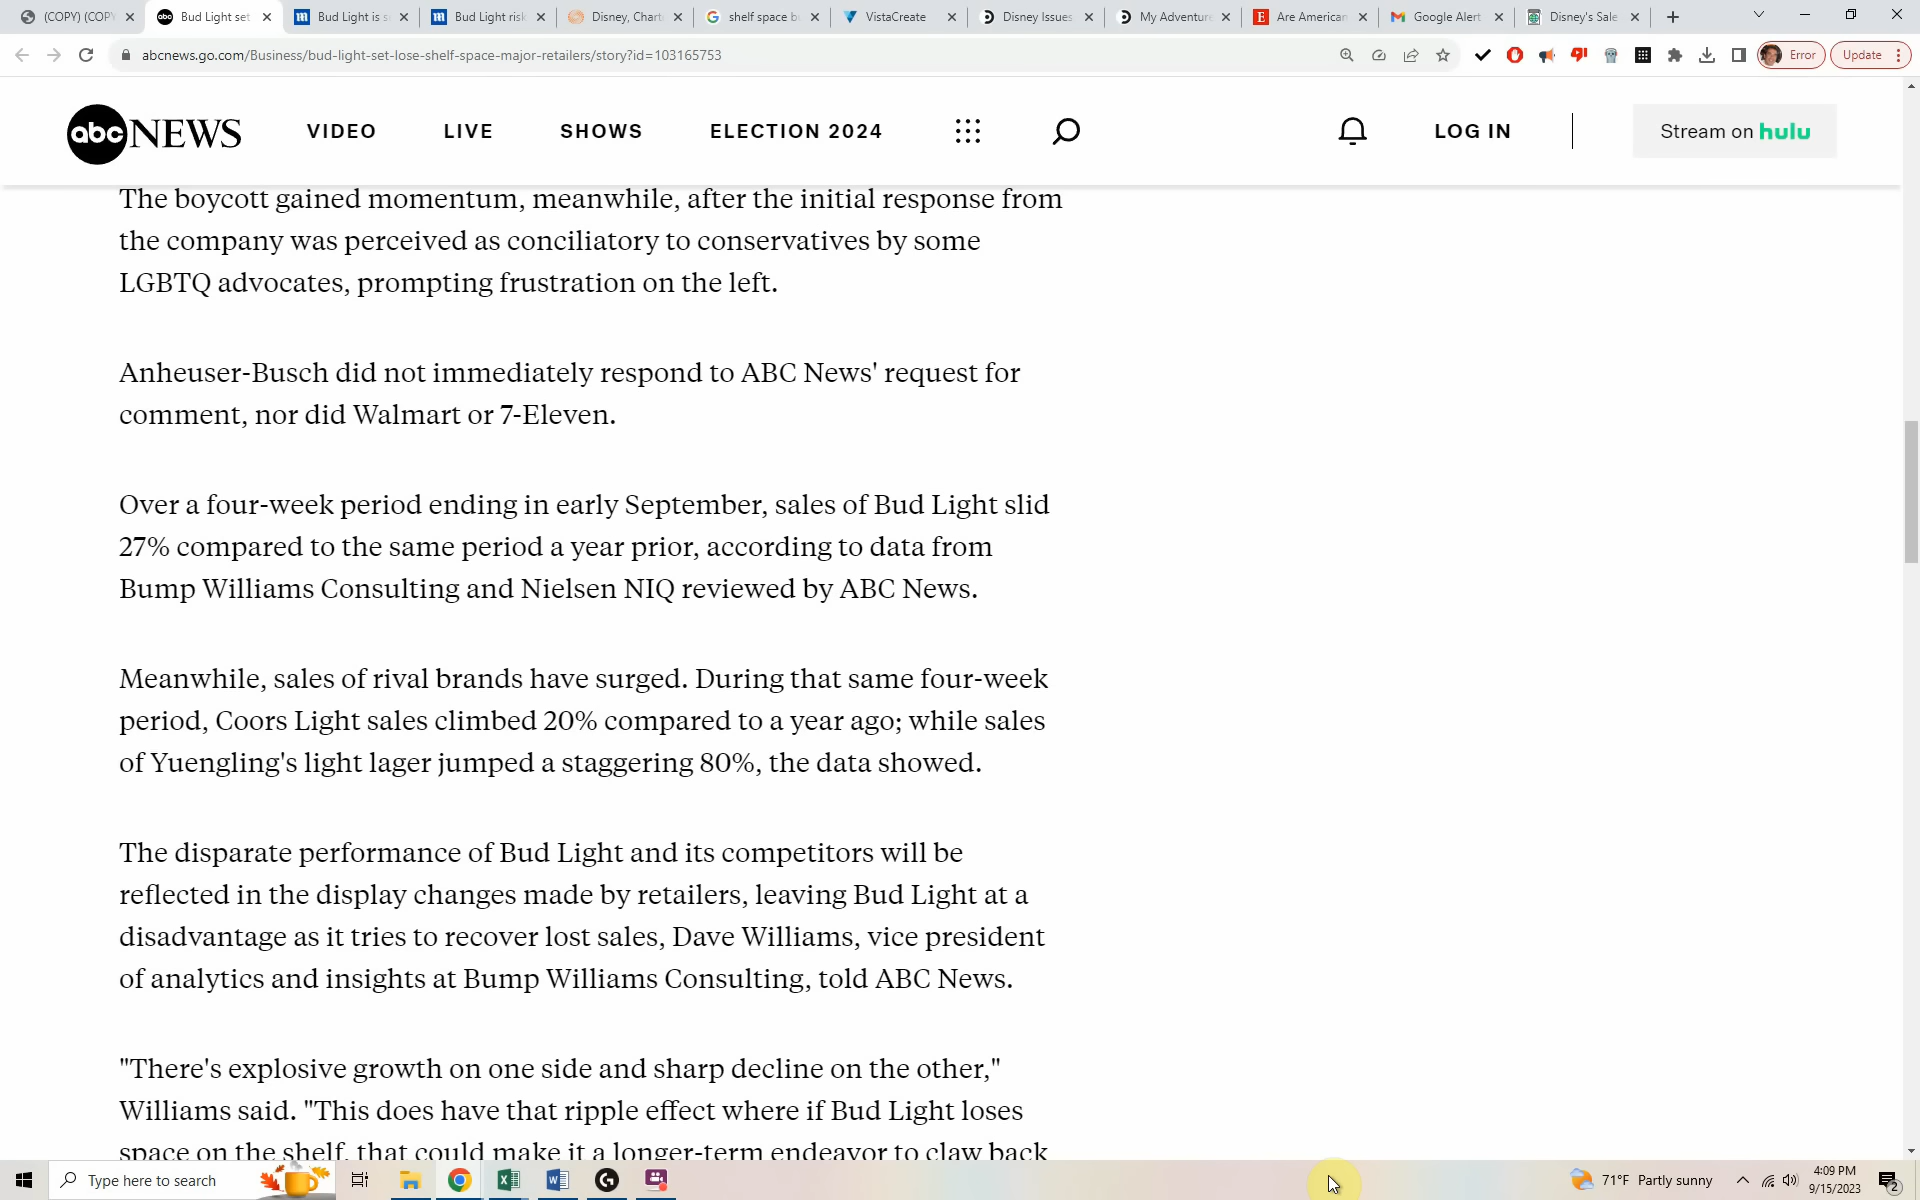 (COPY) (COPY
Bud Light set
Bud Light is s
Bud Light risk
Disney, Chart
shelf space b
VistaCreate
Disney Issues
My Adventur
Are American
Google Alert
Disney's Sale
abcnews.go.com/Business/bud-light-set-lose-shelf-space-major-retailers/story?id=103165753
Error
Update
abc NEWS
VIDEO
LIVE
SHOWS
ELECTION 2024
LOG IN
Stream on hulu
The boycott gained momentum, meanwhile, after the initial response from
the company was perceived as conciliatory to conservatives by some
LGBTQ advocates, prompting frustration on the left.
Anheuser-Busch did not immediately respond to ABC News' request for
comment, nor did Walmart or 7-Eleven.
Over a four-week period ending in early September, sales of Bud Light slid
27% compared to the same period a year prior, according to data from
Bump Williams Consulting and Nielsen NIQ reviewed by ABC News.
Meanwhile, sales of rival brands have surged. During that same four-week
period, Coors Light sales climbed 20% compared to a year ago; while sales
of Yuengling's light lager jumped a staggering 80%, the data showed.
The disparate performance of Bud Light and its competitors will be
reflected in the display changes made by retailers, leaving Bud Light at a
disadvantage as it tries to recover lost sales, Dave Williams, vice president
of analytics and insights at Bump Williams Consulting, told ABC News.
"There's explosive growth on one side and sharp decline on the other,"
Williams said. "This does have that ripple effect where if Bud Light loses
space on the shelf, that could make it a longer-term endeavor to claw back
Type here to search
71°F Partly sunny
4:09 PM
9/15/2023
2